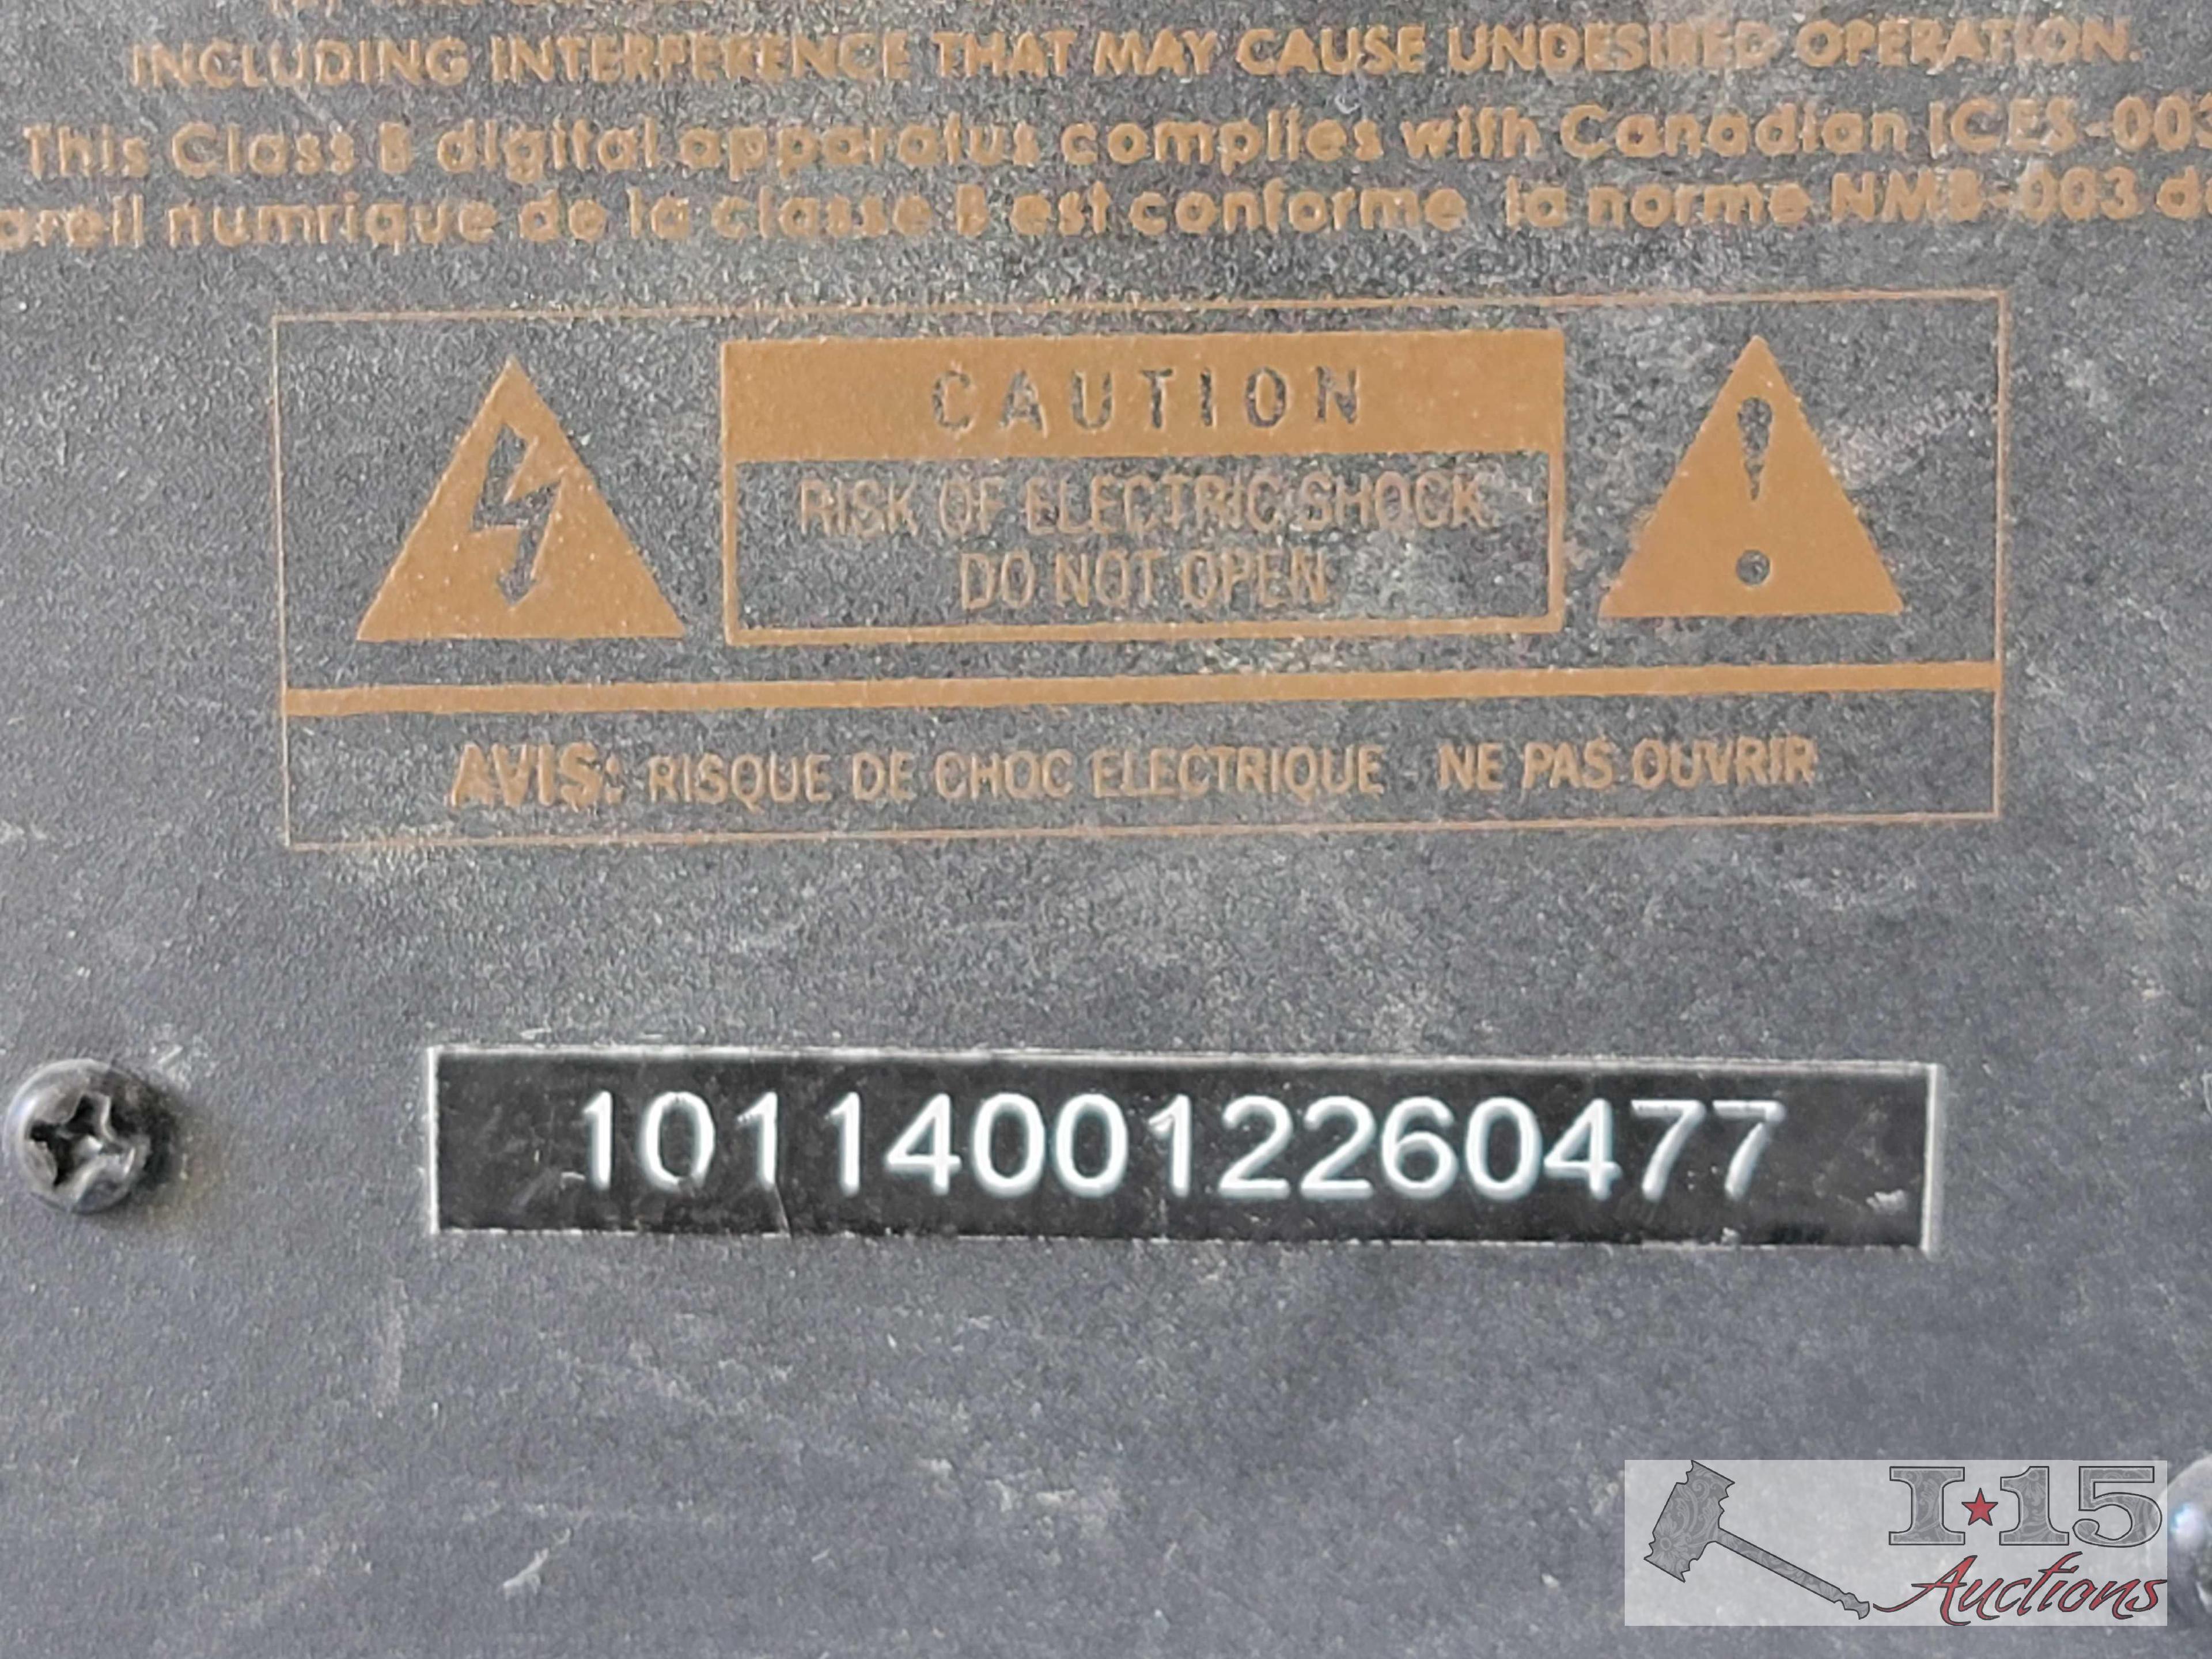 INCLUDING INTERFERENCE THAT MAY CAUSE UNDESIRED OPERATION.
This Class B digital apparatus complies with Canadian ICES-003
areil numrique de la classe B est conforme la norme NMB-003 d
CAUTION
RISK OF ELECTRIC SHOCK
DO NOT OPEN
AVIS: RISQUE DE CHOC ELECTRIQUE NE PAS OUVRIR
101140012260477
I-15
Auctions